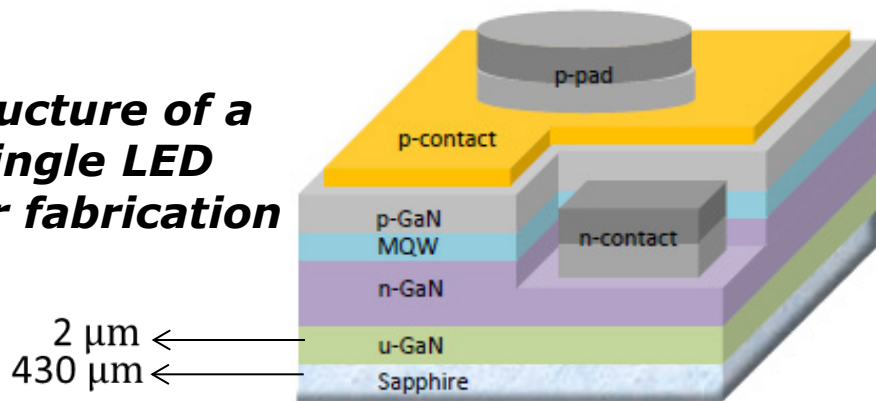 ucture of a
ingle LED
r fabrication
p-pad
p-contact
p-GaN
n-contact
MQW
n-GaN
2 μm
u-GaN
430 μm
Sapphire